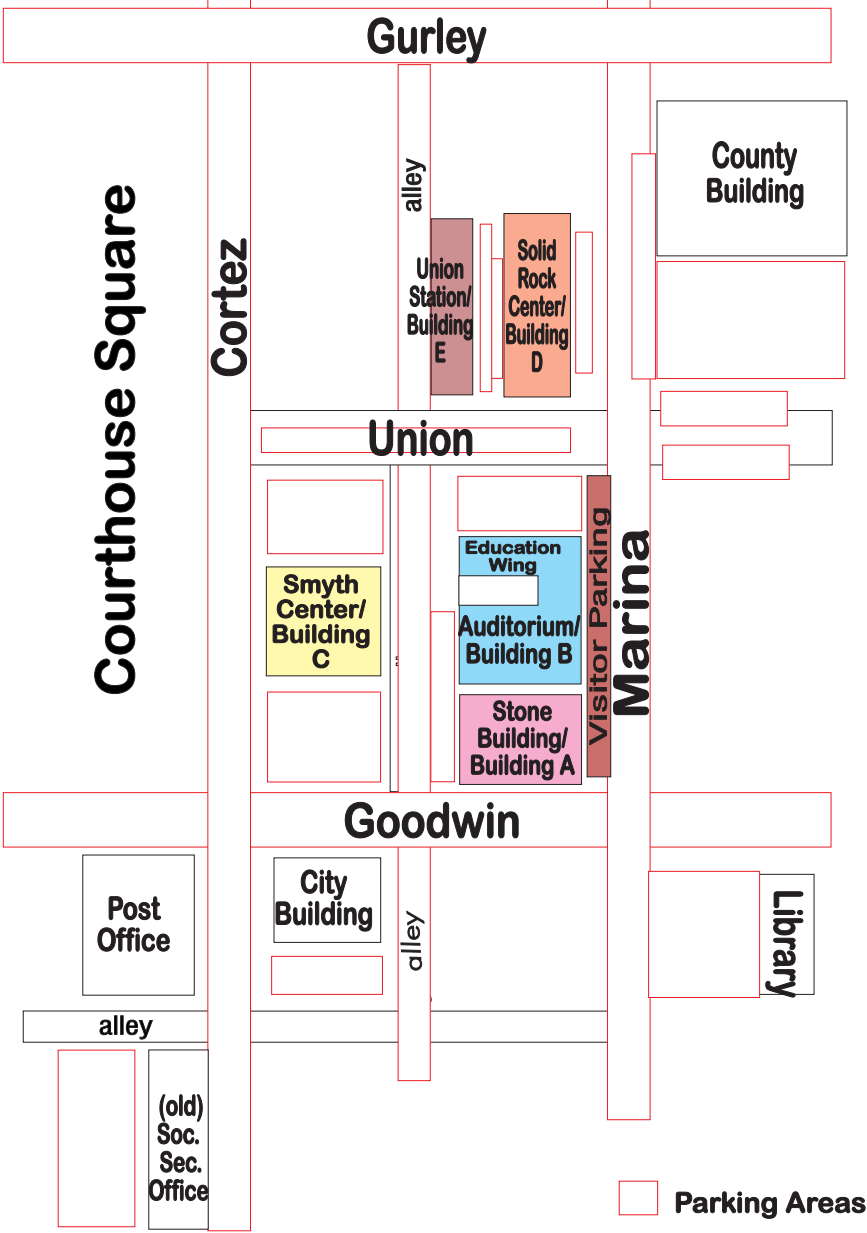 Gurley
Courthouse Square
Cortez
alley
County
Building
Union
Station/
Building
E
Solid
Rock
Center/
Building
D
Union
Smyth
Center/
Building
C
Education
Wing
Auditorium/
Building B
Stone
Building/
Building A
Visitor Parking
Marina
Goodwin
Post
Office
City
Building
alley
Library
alley
(old)
Soc.
Sec.
Office
Parking Areas